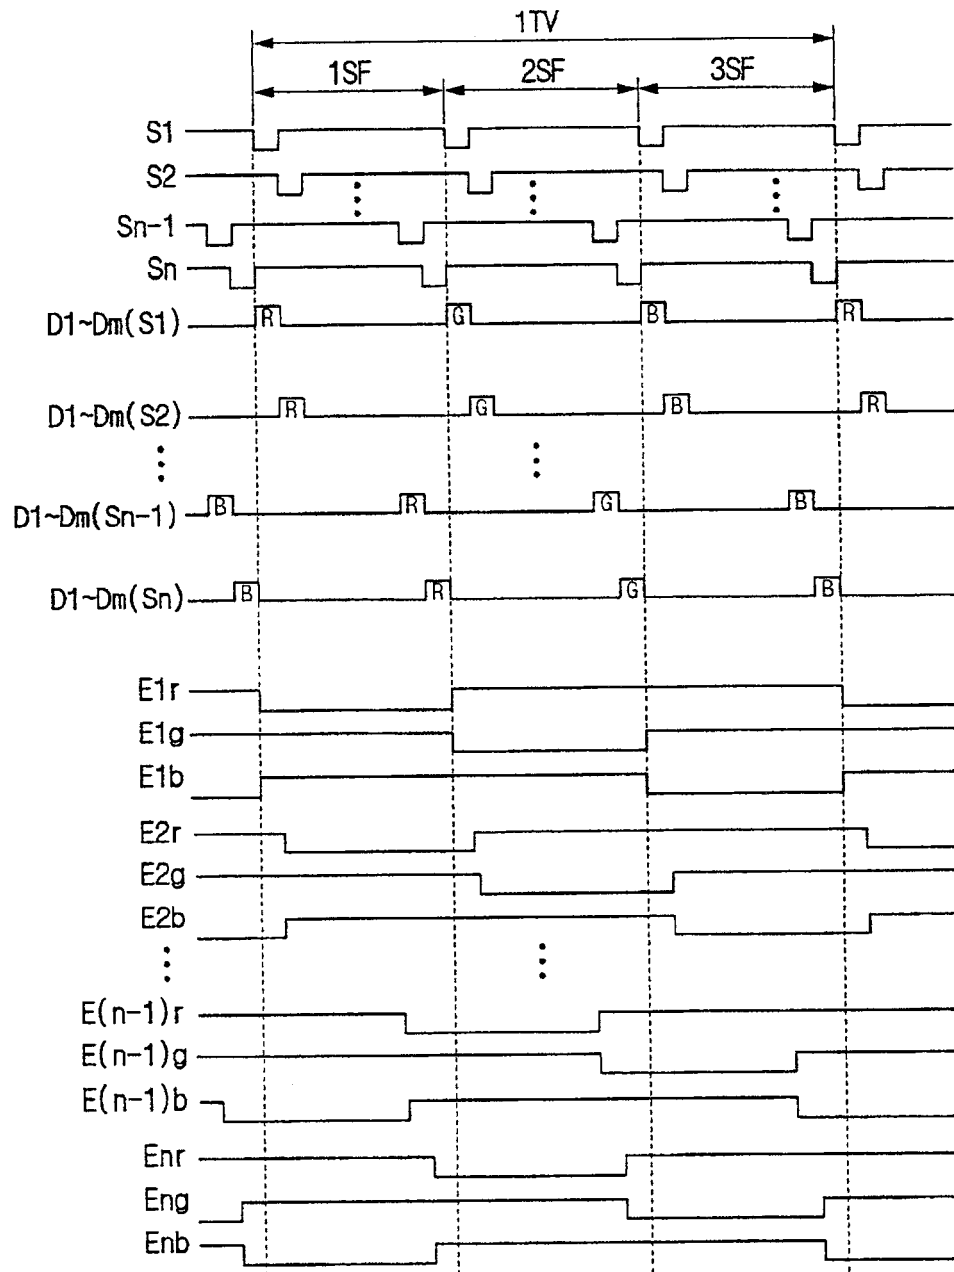 1TV
1SF 2SF 3SF
S1
S2
Sn-1
Sn
D1~Dm(S1) R G B R
D1~Dm(S2) R G B R
D1~Dm(Sn-1) B R G B
D1~Dm(Sn) B R G B
E1r
E1g
E1b
E2r
E2g
E2b
E(n-1)r
E(n-1)g
E(n-1)b
Enr
Eng
Enb